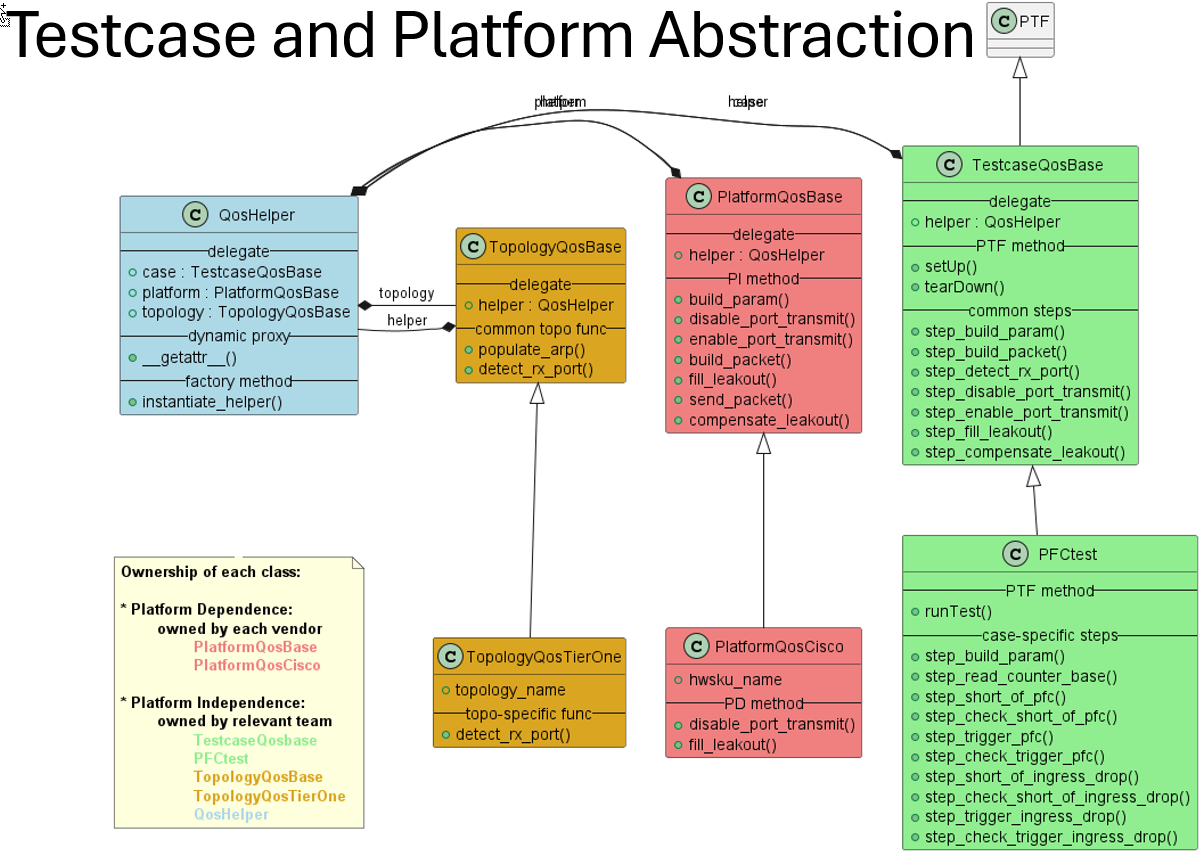 Testcase and Platform Abstraction
C PTF
platform
helper
helper
case
C QosHelper
delegate
case : TestcaseQosBase
platform : PlatformQosBase
topology : TopologyQosBase
dynamic proxy
__getattr__()
factory method
instantiate_helper()
topology
helper
C TopologyQosBase
delegate
helper : QosHelper
common topo func
populate_arp()
detect_rx_port()
C PlatformQosBase
delegate
helper : QosHelper
PI method
build_param()
disable_port_transmit()
enable_port_transmit()
build_packet()
fill_leakout()
send_packet()
compensate_leakout()
C TestcaseQosBase
delegate
helper : QosHelper
PTF method
setUp()
tearDown()
common steps
step_build_param()
step_build_packet()
step_detect_rx_port()
step_disable_port_transmit()
step_enable_port_transmit()
step_fill_leakout()
step_compensate_leakout()
Ownership of each class:
* Platform Dependence:
owned by each vendor
PlatformQosBase
PlatformQosCisco
* Platform Independence:
owned by relevant team
TestcaseQosbase
PFCtest
TopologyQosBase
TopologyQosTierOne
QosHelper
C TopologyQosTierOne
topology_name
topo-specific func
detect_rx_port()
C PlatformQosCisco
hwsku_name
PD method
disable_port_transmit()
fill_leakout()
C PFCtest
PTF method
runTest()
case-specific steps
step_build_param()
step_read_counter_base()
step_short_of_pfc()
step_check_short_of_pfc()
step_trigger_pfc()
step_check_trigger_pfc()
step_short_of_ingress_drop()
step_check_short_of_ingress_drop()
step_trigger_ingress_drop()
step_check_trigger_ingress_drop()